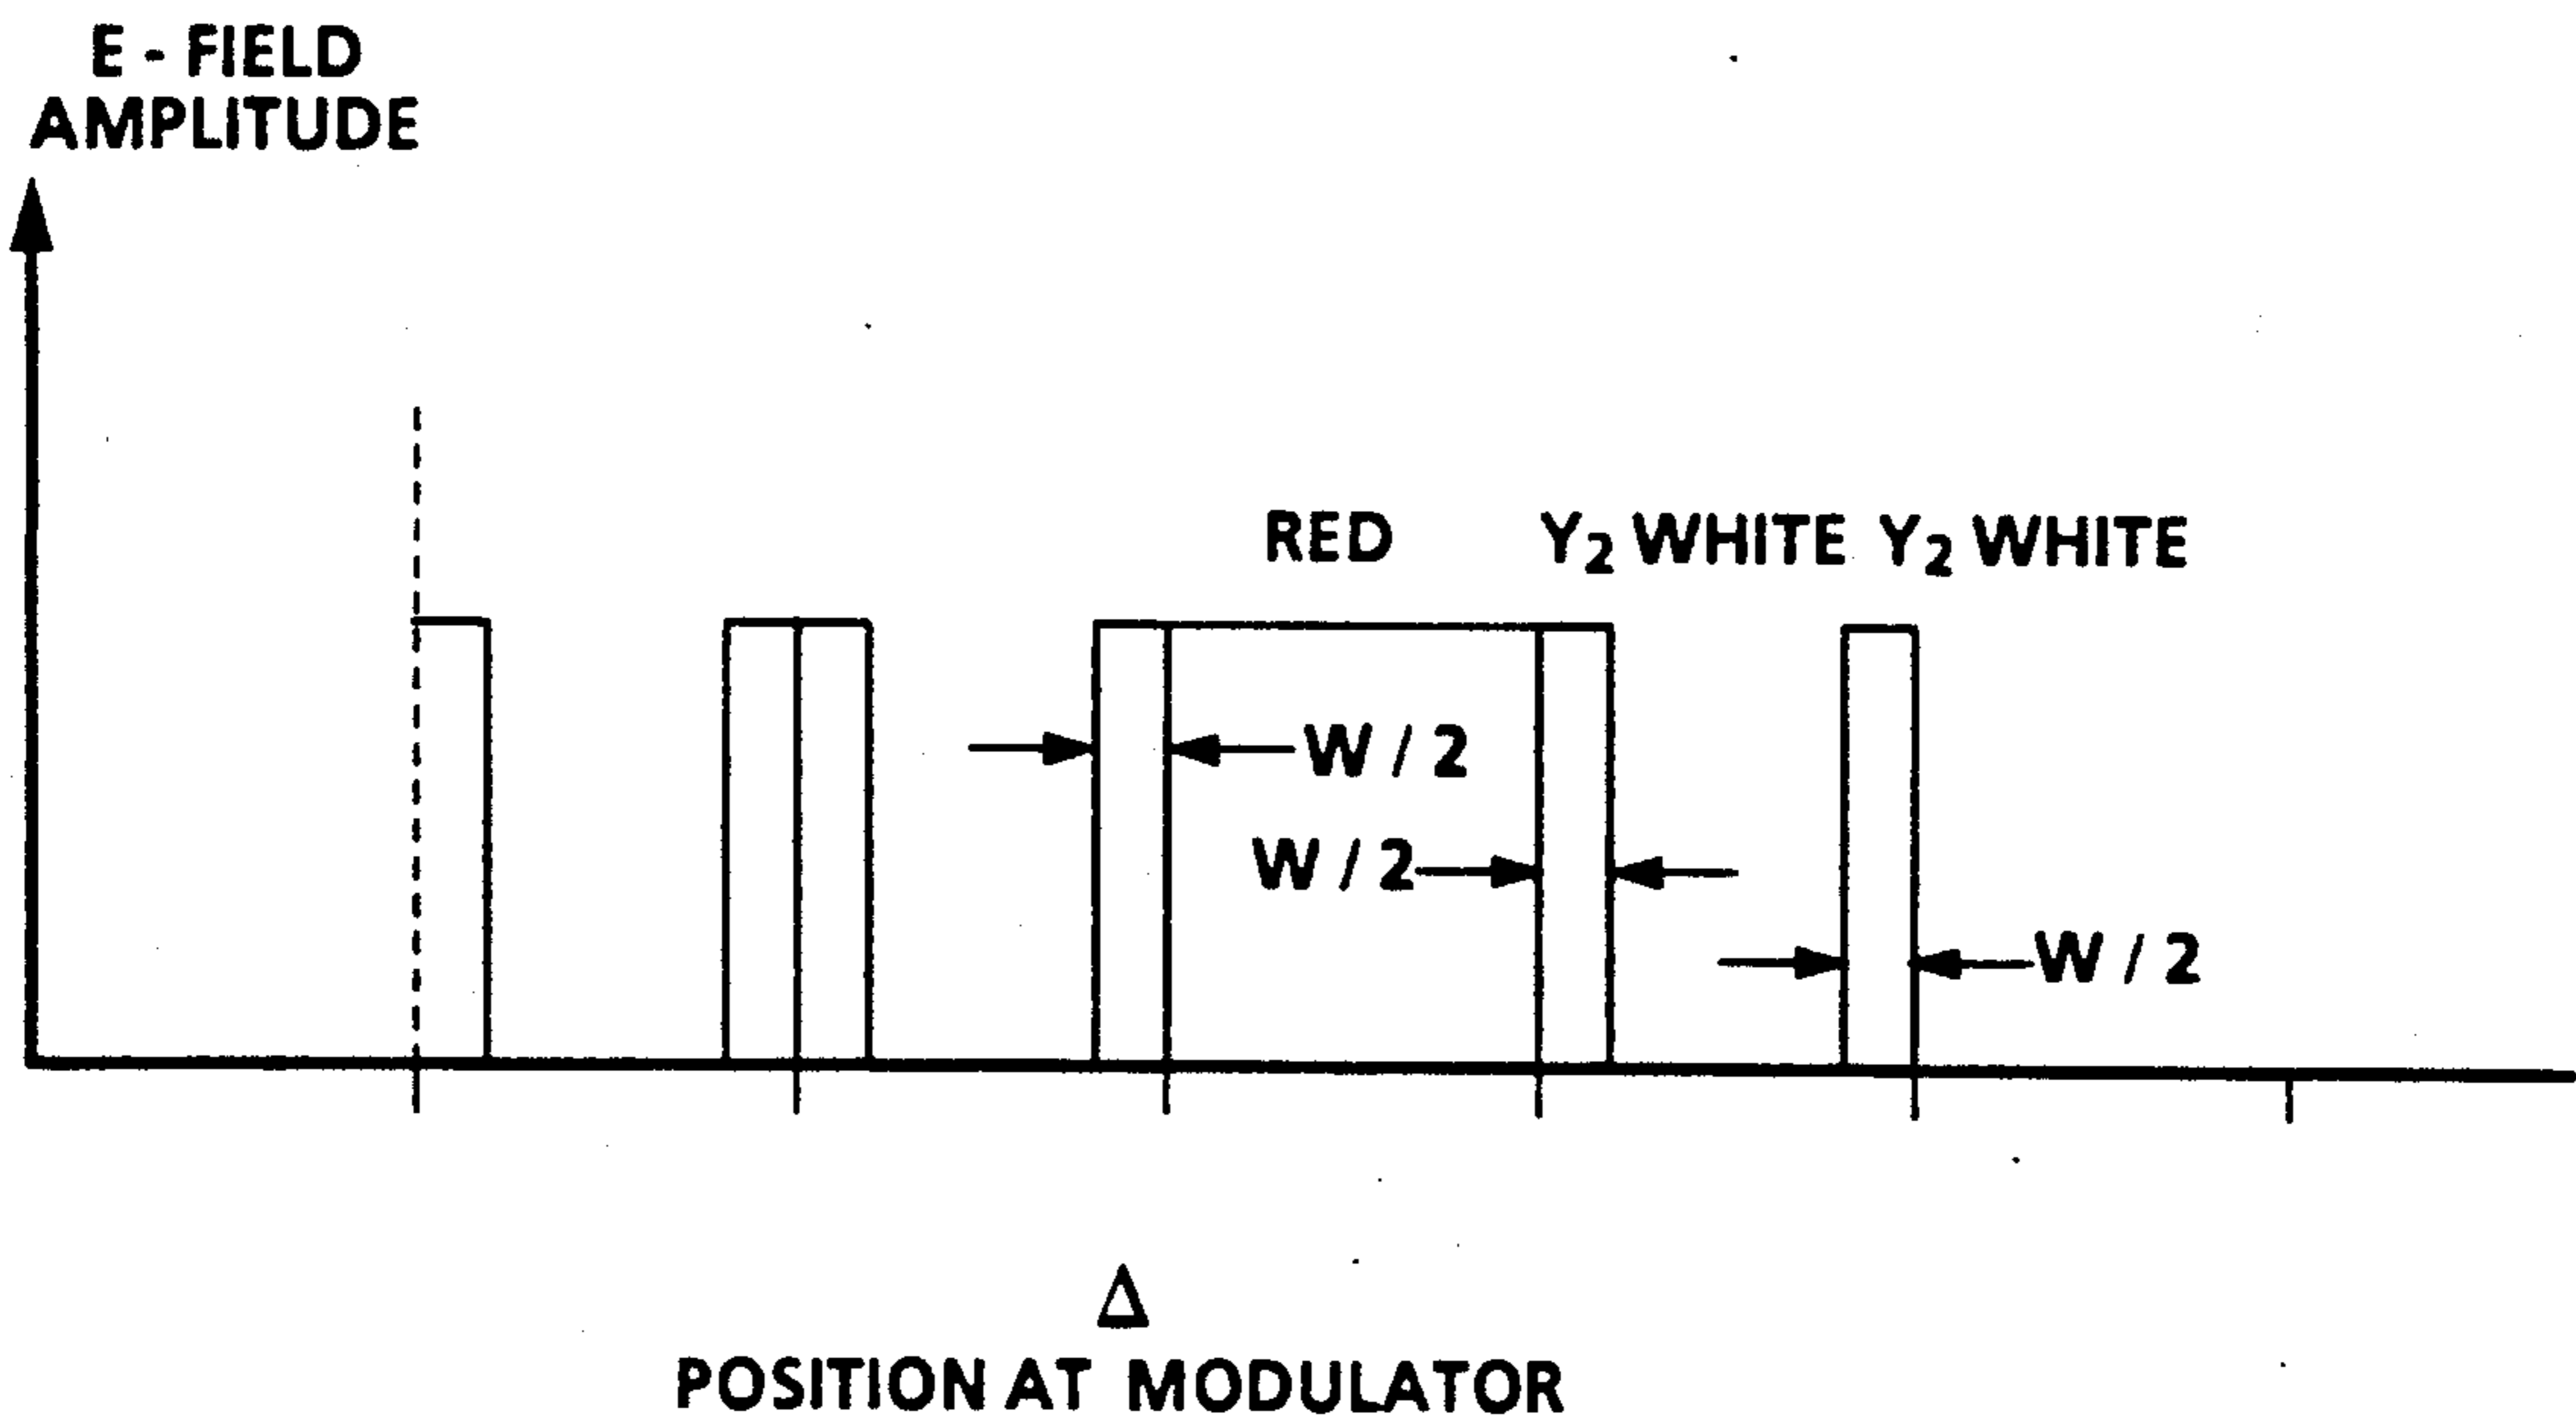 E - FIELD
AMPLITUDE
RED
Y₂ WHITE
Y₂ WHITE
W / 2
W / 2
W / 2
Δ
POSITION AT MODULATOR